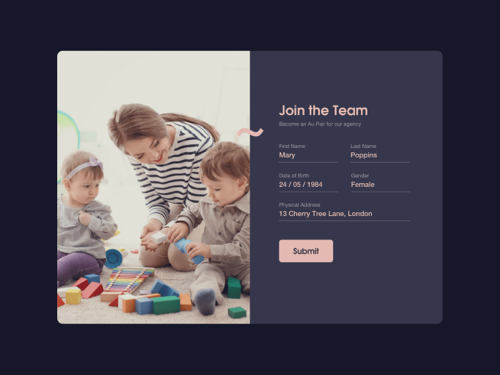 Join the Team
Become an Au Pair for our agency
First Name Last Name
Mary Poppins
Date of Birth Gender
24 / 05 / 1984 Female
Physical Address
13 Cherry Tree Lane, London
Submit